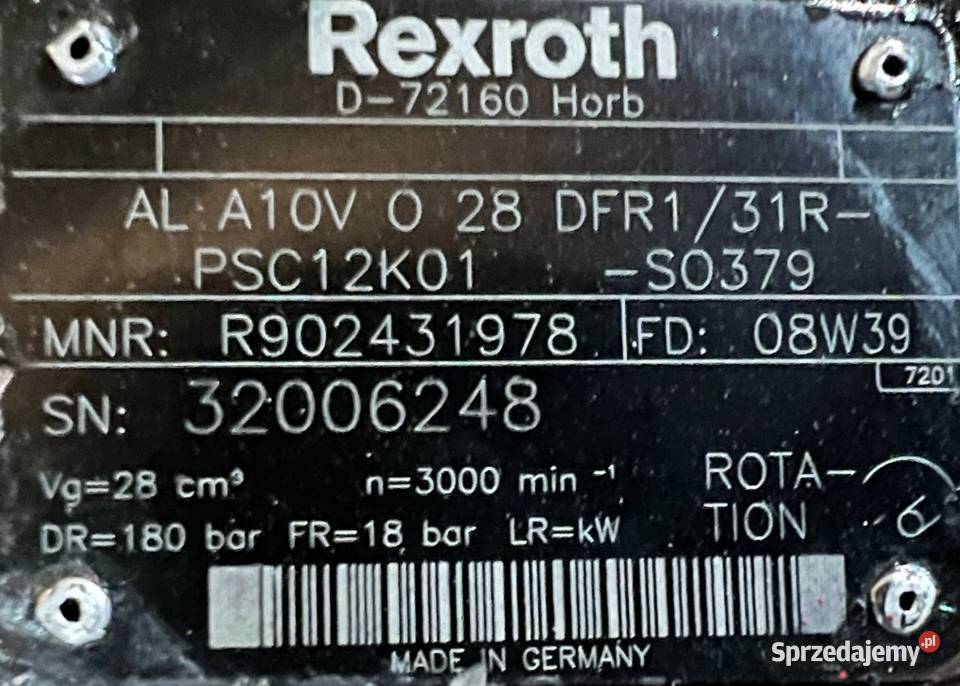 Rexroth
D-72160 Horb
AL A10V O 28 DFR1/31R-
PSC12K01 -SO379
MNR: R902431978 FD: 08W39
7201
SN: 32006248
Vg=28 cm³ n=3000 min ⁻¹ ROTA-
DR=180 bar FR=18 bar LR=kW TION
MADE IN GERMANY
Sprzedajemy.pl